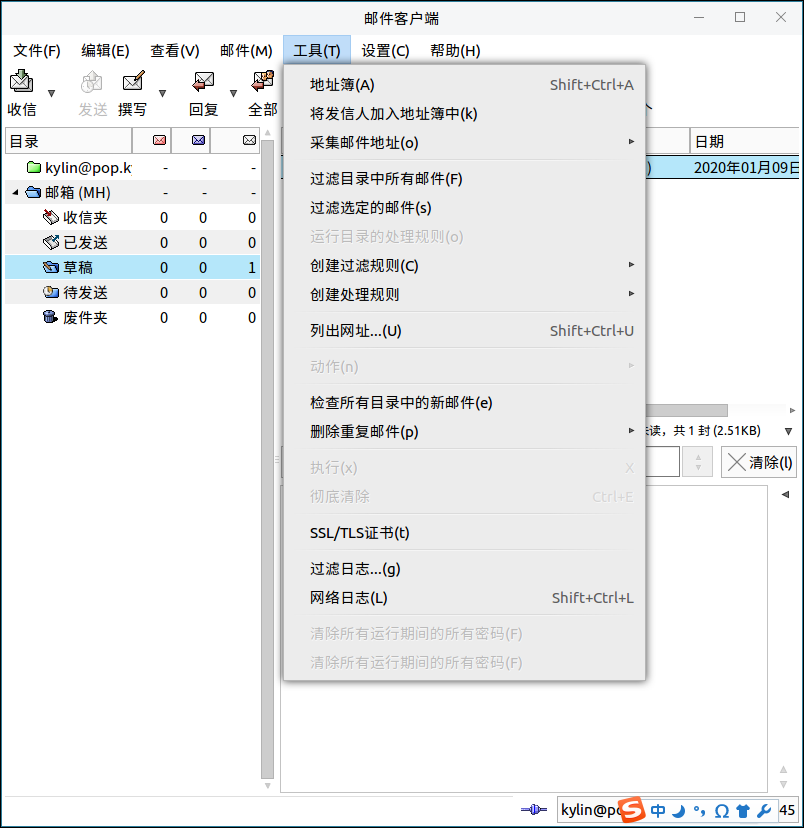 邮件客户端
文件(F) 编辑(E) 查看(V) 邮件(M) 工具(T) 设置(C) 帮助(H)
收信 发送 撰写 回复 全部
目录
日期
kylin@pop.k - - -
2020年01月09日
邮箱 (MH) - - -
收信夹 0 0 0
已发送 0 0 0
草稿 0 0 1
待发送 0 0 0
废件夹 0 0 0
地址簿(A) Shift+Ctrl+A
将发信人加入地址簿中(k)
采集邮件地址(o)
过滤目录中所有邮件(F)
过滤选定的邮件(s)
运行目录的处理规则(o)
创建过滤规则(C)
创建处理规则
列出网址...(U) Shift+Ctrl+U
动作(n)
检查所有目录中的新邮件(e)
删除重复邮件(p)
执行(x) X
彻底清除 Ctrl+E
SSL/TLS证书(t)
过滤日志...(g)
网络日志(L) Shift+Ctrl+L
清除所有运行期间的所有密码(F)
清除所有运行期间的所有密码(F)
读，共 1 封 (2.51KB)
清除(l)
kylin@po
S 中
45